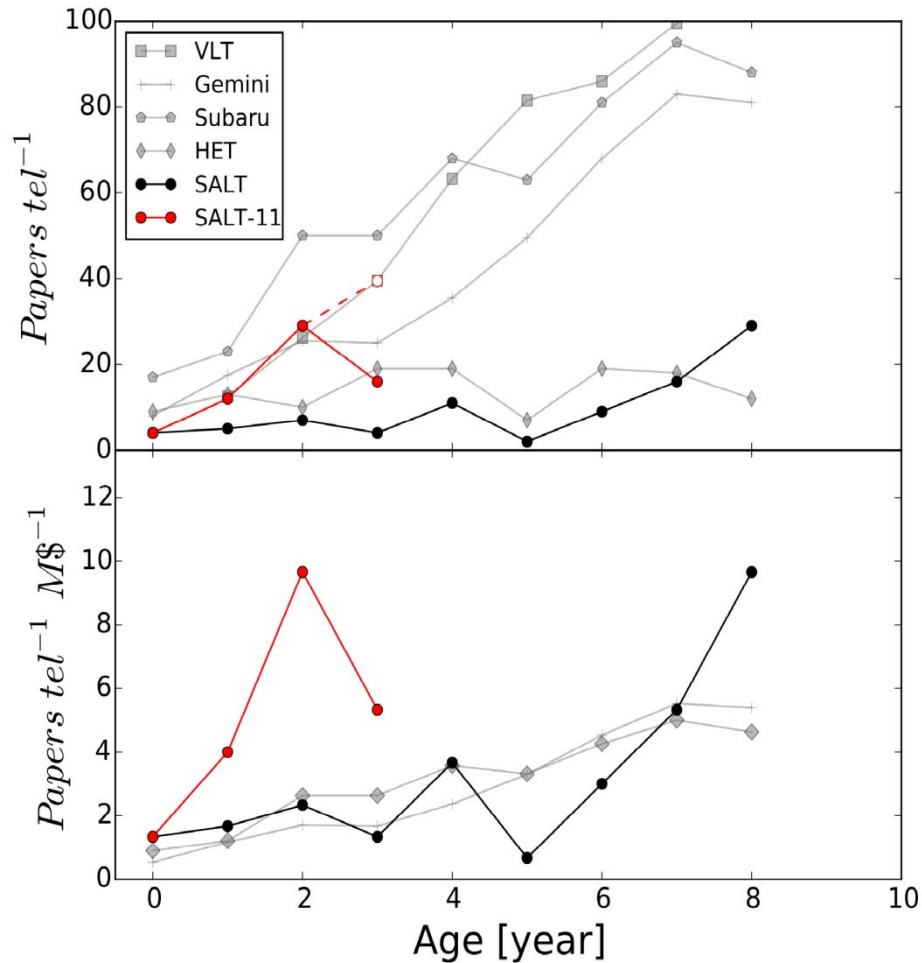 100
80
60
40
20
0
Papers tel⁻¹
VLT
Gemini
Subaru
HET
SALT
SALT-11
12
10
8
6
4
2
0
Papers tel⁻¹ M$⁻¹
0 2 4 6 8 10
Age [year]